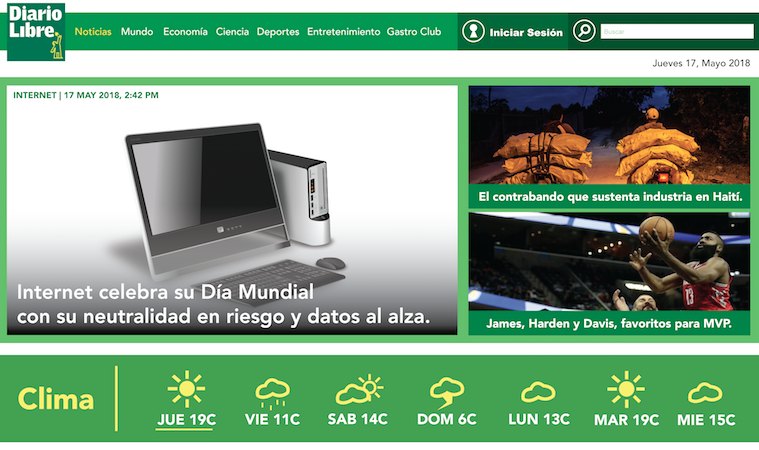 Diario
Libre
Noticias Mundo Economía Ciencia Deportes Entretenimiento Gastro Club
Iniciar Sesión
Buscar
Jueves 17, Mayo 2018
INTERNET | 17 MAY 2018, 2:42 PM
Internet celebra su Día Mundial
con su neutralidad en riesgo y datos al alza.
El contrabando que sustenta industria en Haití.
13
James, Harden y Davis, favoritos para MVP.
Clima
JUE 19C VIE 11C SAB 14C DOM 6C LUN 13C MAR 19C MIE 15C